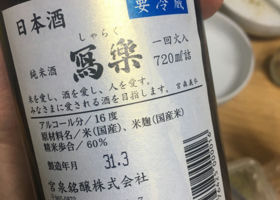 要冷蔵
日本酒
しゃらく
純米酒
寫樂
一回火入
720ml詰
米を愛し、酒を愛し、人を愛す。
みなさまに愛される酒を目指します。
アルコール分/16度
原材料名/米(国産)、米麹(国産米)
精米歩合/60%
製造年月
31.3
宮泉銘醸株式会社